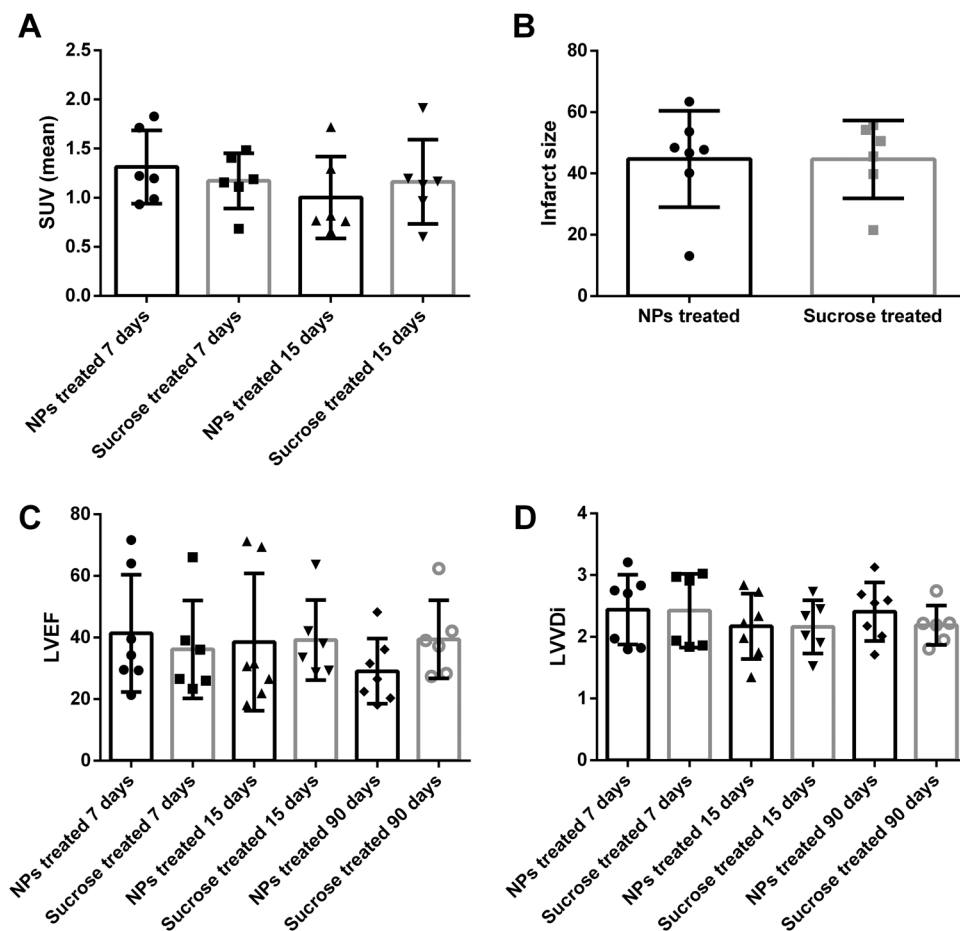 A
SUV (mean)
2.5
2.0
1.5
1.0
0.5
0.0
NPs treated 7 days
Sucrose treated 7 days
NPs treated 15 days
Sucrose treated 15 days
B
Infarct size
80
60
40
20
0
NPs treated
Sucrose treated
C
LVEF
80
60
40
20
0
NPs treated 7 days
Sucrose treated 7 days
NPs treated 15 days
Sucrose treated 15 days
NPs treated 90 days
Sucrose treated 90 days
D
LVVDi
4
3
2
1
0
NPs treated 7 days
Sucrose treated 7 days
NPs treated 15 days
Sucrose treated 15 days
NPs treated 90 days
Sucrose treated 90 days